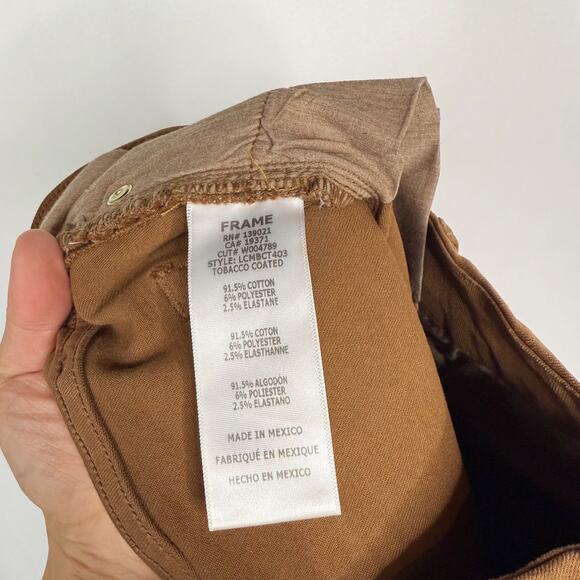 FRAME
RN# 139021
CA# 19371
CUT# W004789
STYLE: LCMBCT403
TOBACCO COATED
91.5% COTTON
6% POLYESTER
2.5% ELASTANE
91.5% COTON
6% POLYESTER
2.5% ELASTHANNE
91.5% ALGODÓN
6% POLIESTER
2.5% ELASTANO
MADE IN MEXICO
FABRIQUÉ EN MEXIQUE
HECHO EN MEXICO